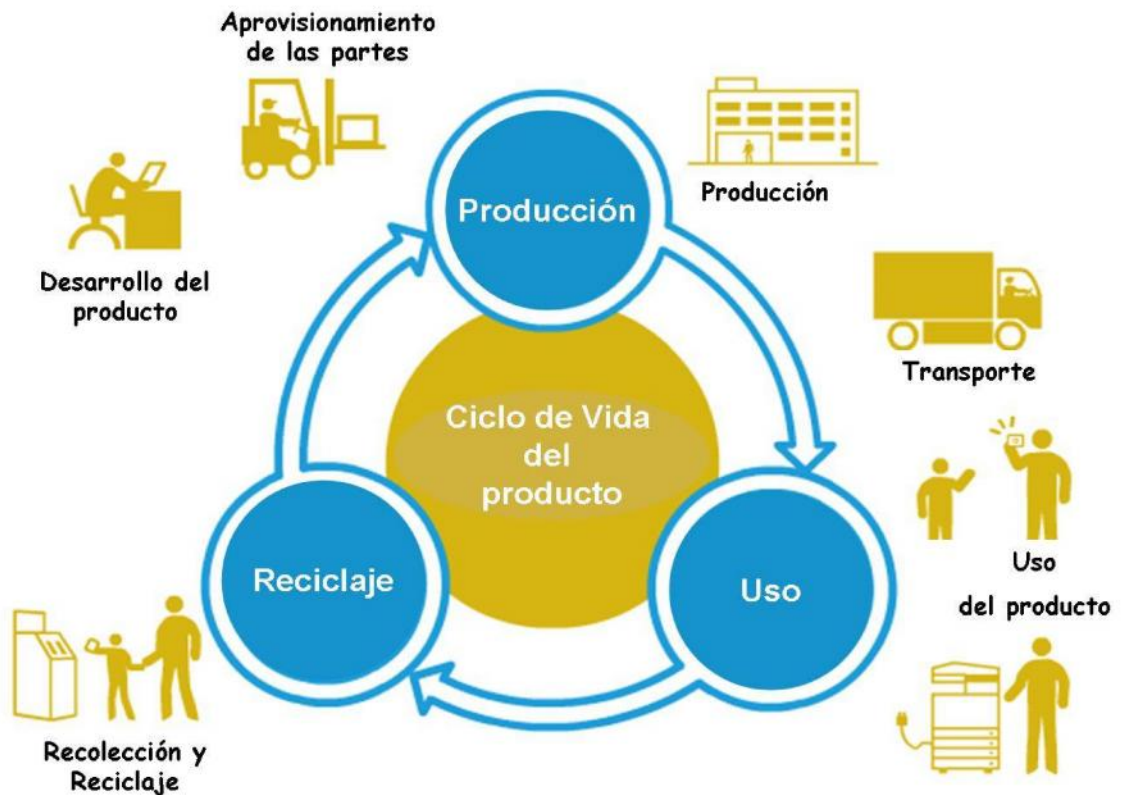 Aprovisionamiento
de las partes
Producción
Producción
Desarrollo del
producto
Transporte
Ciclo de Vida
del
producto
Reciclaje
Uso
Uso
del producto
Recolección y
Reciclaje